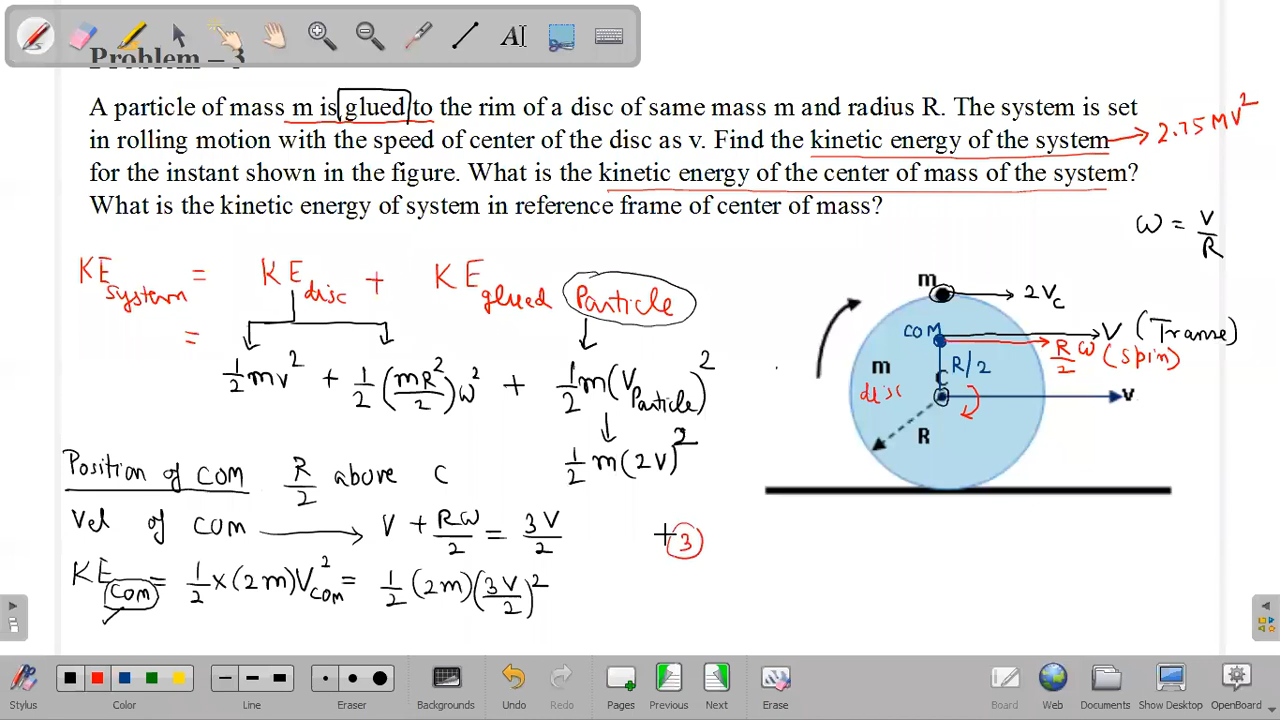 Problem – 3
A particle of mass m is glued to the rim of a disc of same mass m and radius R. The system is set
in rolling motion with the speed of center of the disc as v. Find the kinetic energy of the system → 2.75 MV²
for the instant shown in the figure. What is the kinetic energy of the center of mass of the system?
What is the kinetic energy of system in reference frame of center of mass?
ω = V/R
KE system = KE disc + KE glued Particle
=
1/2 mv² + 1/2 (mR²/2) ω² + 1/2 m (V Particle)²
1/2 m (2V)²
Position of COM R/2 above C
Vel of COM → V + Rω/2 = 3V/2
+ 3
KE com = 1/2 × (2m) V²com = 1/2 (2m) (3V/2)²
m
2Vc
COM
V (Trans)
R/2 ω (Spin)
R/2
m
disc
C
v
R
Stylus
Color
Line
Eraser
Backgrounds
Undo
Redo
Pages
Previous
Next
Erase
Board
Web
Documents
Show Desktop
OpenBoard